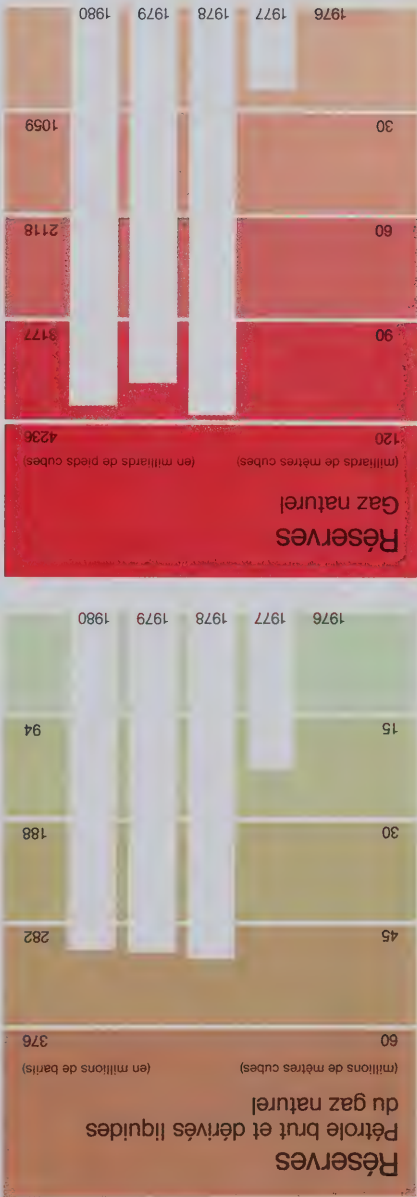 Réserves
Pétrole brut et dérivés liquides
du gaz naturel
(millions de mètres cubes) (en millions de barils)
60 376
45 282
30 188
15 94
1976 1977 1978 1979 1980
Réserves
Gaz naturel
(milliards de mètres cubes) (en milliards de pieds cubes)
120 4236
90 3177
60 2118
30 1059
1976 1977 1978 1979 1980